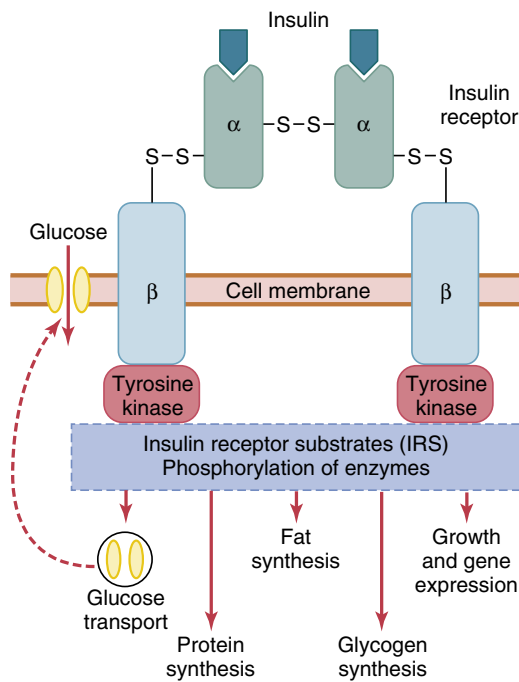 Insulin
Insulin
receptor
α
–S–S–
α
S–S–
–S–S
Glucose
β
Cell membrane
β
Tyrosine
kinase
Tyrosine
kinase
Insulin receptor substrates (IRS)
Phosphorylation of enzymes
Glucose
transport
Protein
synthesis
Fat
synthesis
Glycogen
synthesis
Growth
and gene
expression